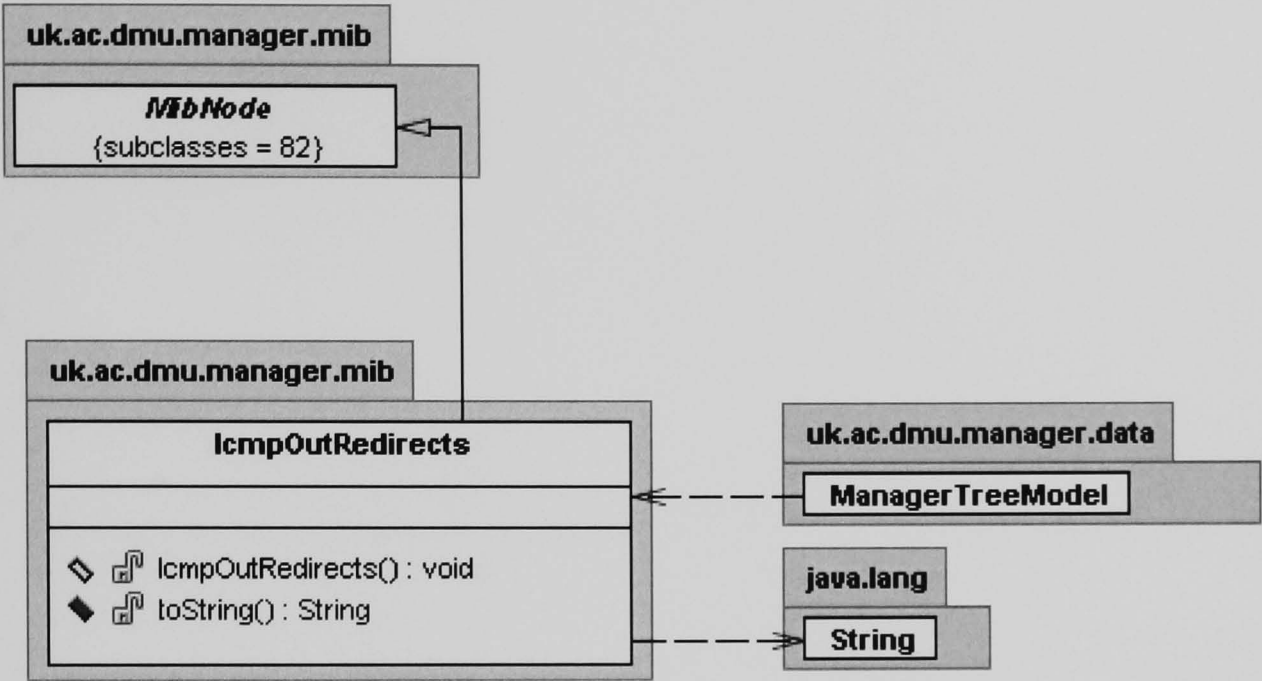 uk.ac.dmu.manager.mib
MibNode
{subclasses = 82}
uk.ac.dmu.manager.mib
IcmpOutRedirects
IcmpOutRedirects() : void
toString() : String
uk.ac.dmu.manager.data
ManagerTreeModel
java.lang
String